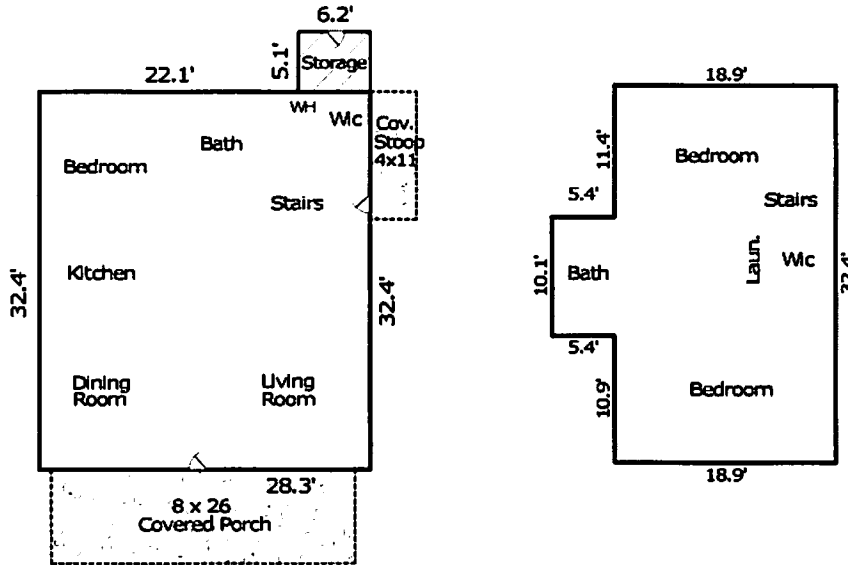 6.2'
5.1'
Storage
22.1'
WH
Wic
Cov.
Stoop
4x11
Bath
Bedroom
Stairs
Kitchen
32.4'
32.4'
Dining
Room
Living
Room
28.3'
8 x 26
Covered Porch
18.9'
11.4'
Bedroom
5.4'
Stairs
10.1'
Bath
Laun.
Wic
32.4'
5.4'
10.9'
Bedroom
18.9'